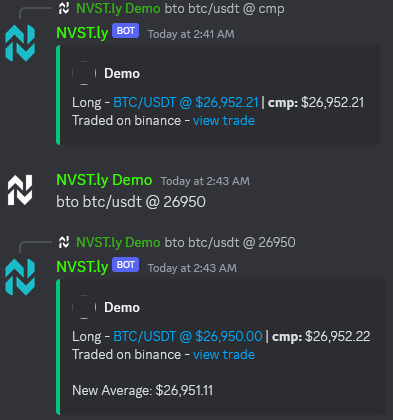 NVST.ly Demo bto btc/usdt @ cmp
NVST.ly BOT Today at 2:41 AM
Demo
Long - BTC/USDT @ $26,952.21 | cmp: $26,952.21
Traded on binance - view trade
NVST.ly Demo Today at 2:43 AM
bto btc/usdt @ 26950
NVST.ly Demo bto btc/usdt @ 26950
NVST.ly BOT Today at 2:43 AM
Demo
Long - BTC/USDT @ $26,950.00 | cmp: $26,952.22
Traded on binance - view trade
New Average: $26,951.11